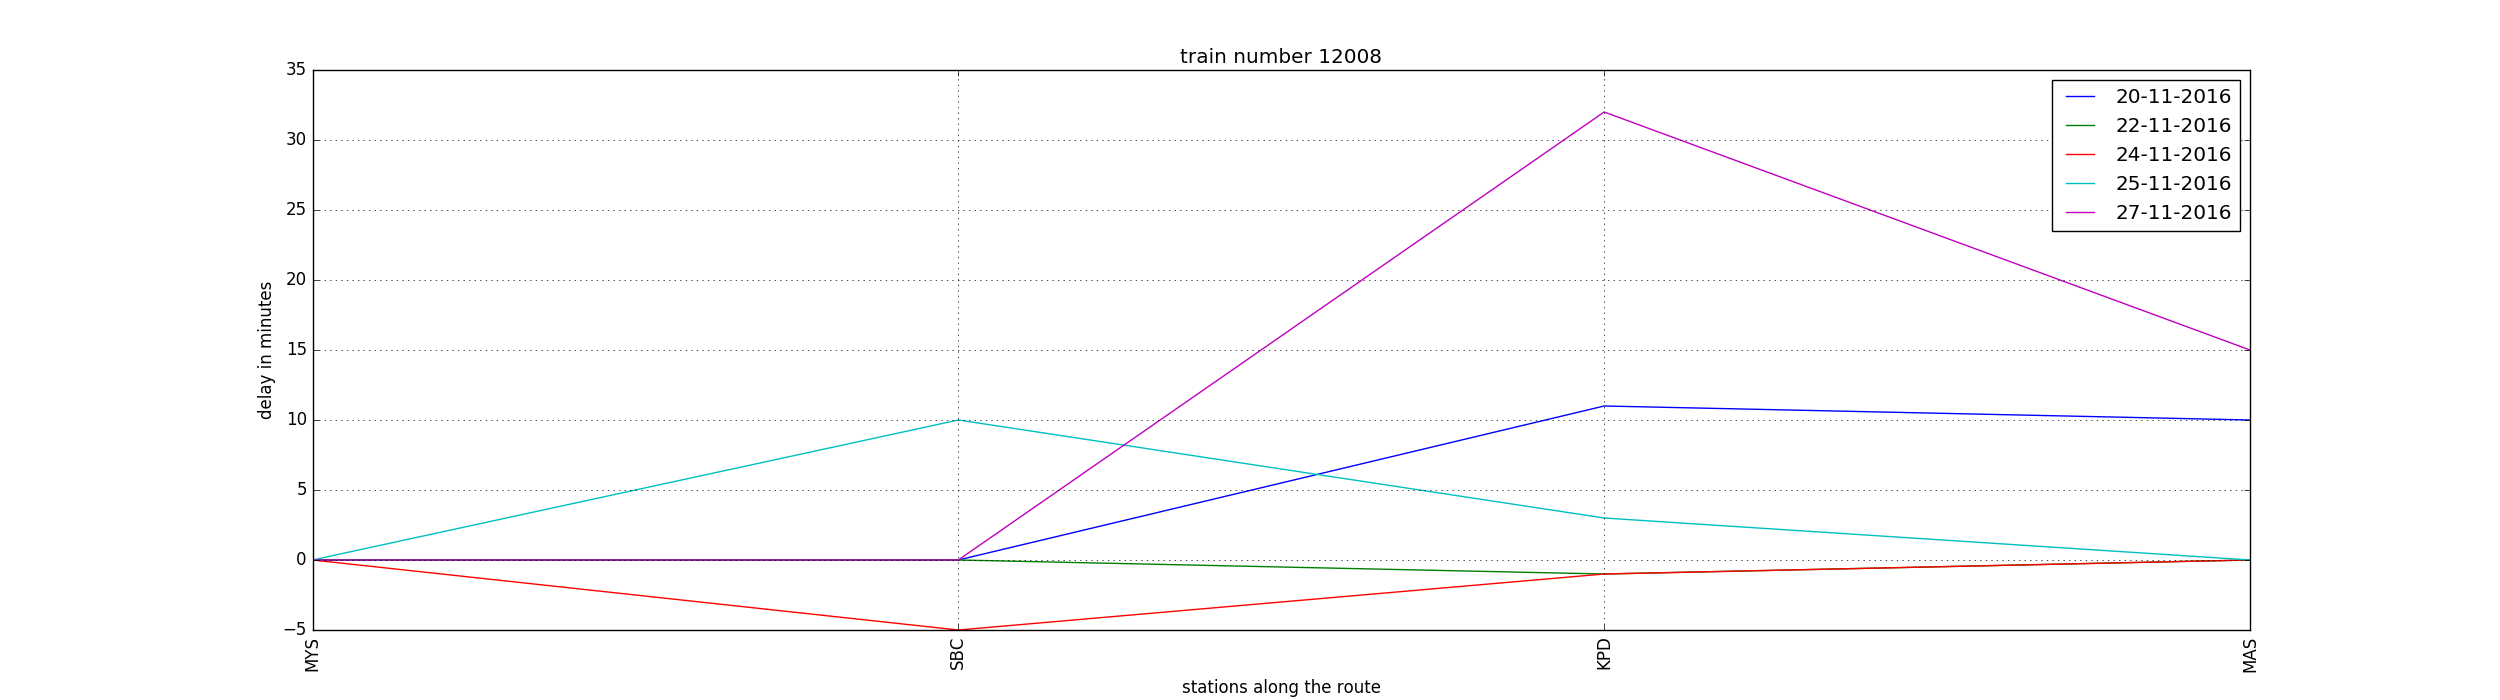 train number 12008
35
30
25
20
15
10
5
0
−5
delay in minutes
20-11-2016
22-11-2016
24-11-2016
25-11-2016
27-11-2016
MYS
SBC
KPD
MAS
stations along the route